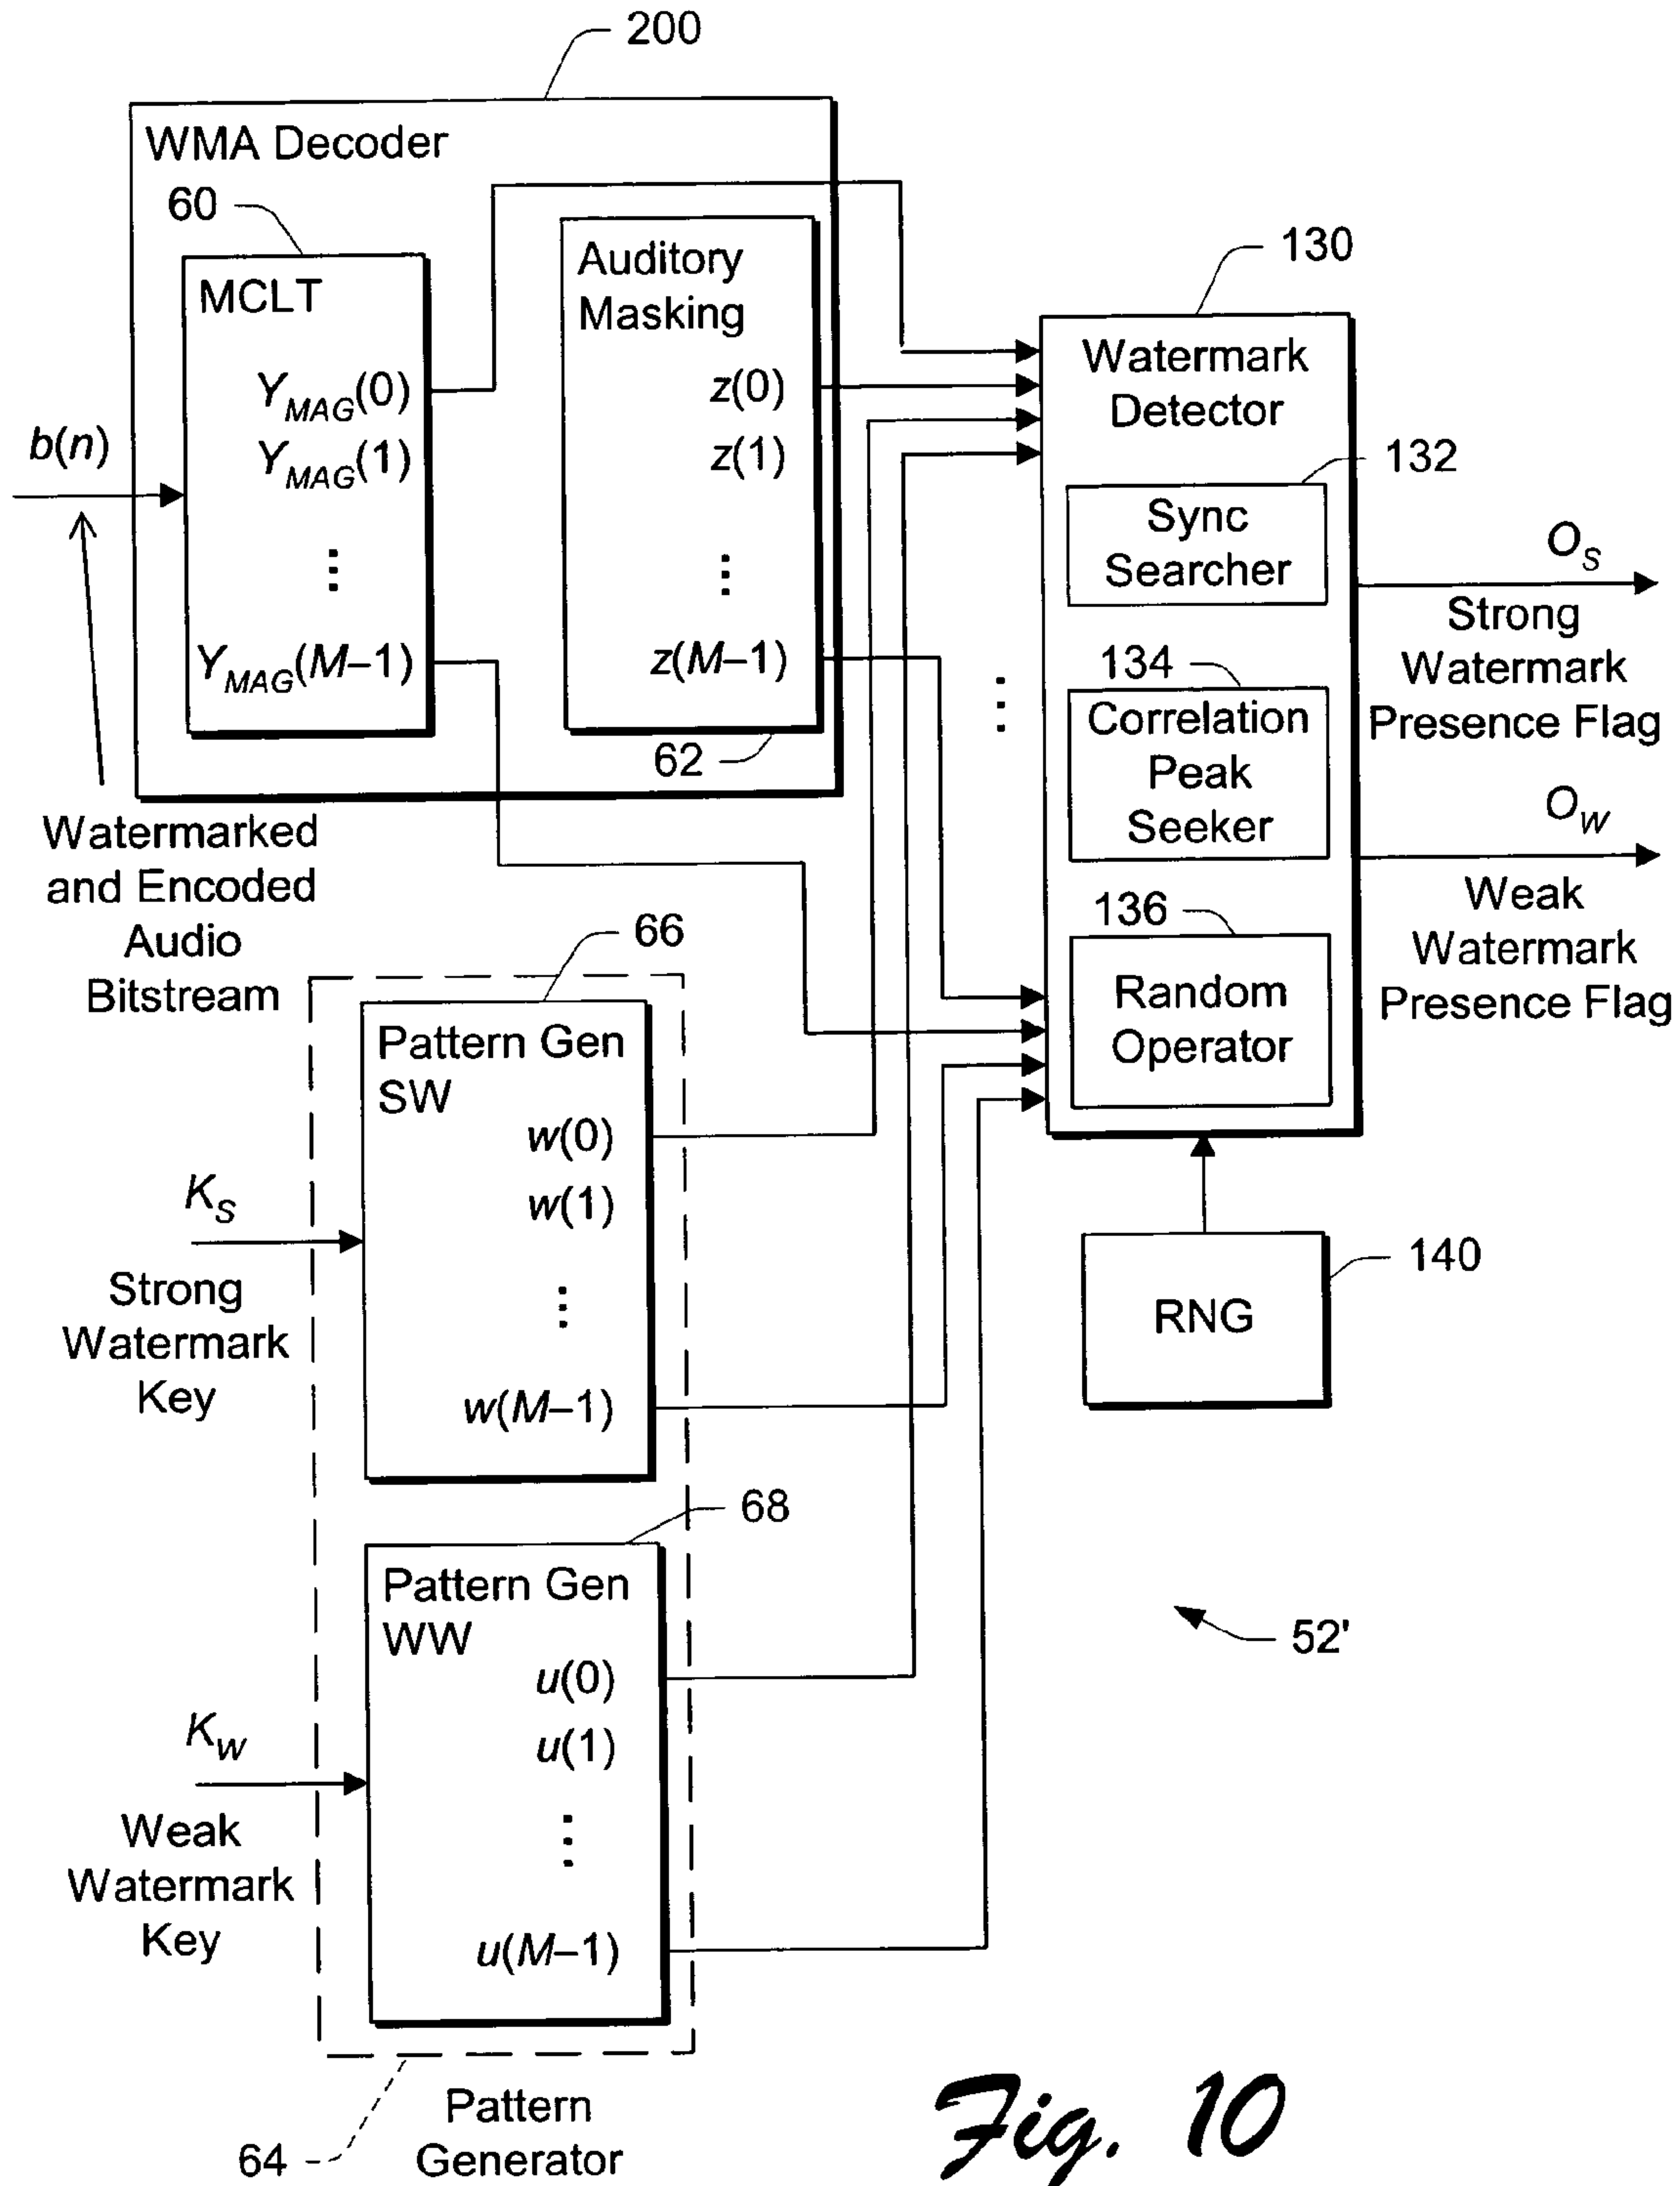 200
WMA Decoder
60
MCLT
Y_MAG(0)
Y_MAG(1)
⋮
Y_MAG(M–1)
Auditory
Masking
z(0)
z(1)
⋮
z(M–1)
62
b(n)
Watermarked
and Encoded
Audio
Bitstream
130
Watermark
Detector
132
Sync
Searcher
134
Correlation
Peak
Seeker
136
Random
Operator
⋮
O_S
Strong
Watermark
Presence Flag
O_W
Weak
Watermark
Presence Flag
66
Pattern Gen
SW
w(0)
w(1)
⋮
w(M–1)
K_S
Strong
Watermark
Key
140
RNG
68
Pattern Gen
WW
u(0)
u(1)
⋮
u(M–1)
K_W
Weak
Watermark
Key
52'
64
Pattern
Generator
Fig. 10